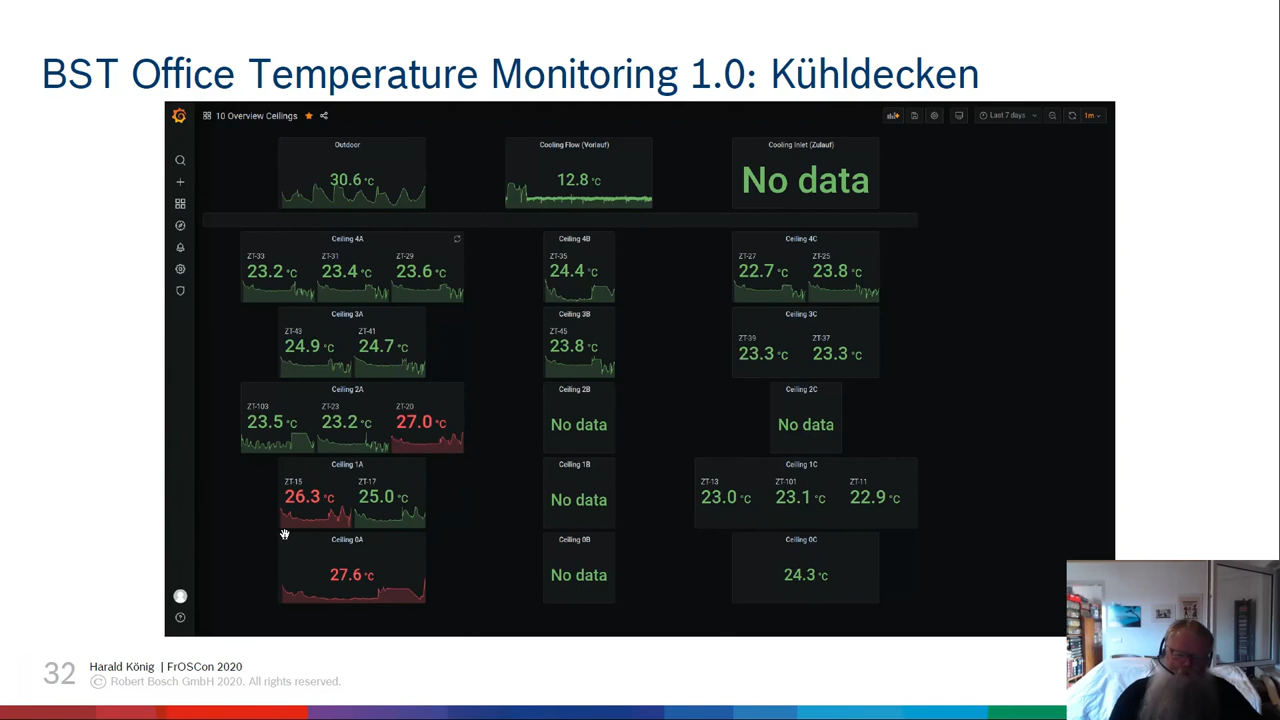 BST Office Temperature Monitoring 1.0: Kühldecken
10 Overview Ceilings
Last 7 days
1m
Outdoor
30.6 °C
Cooling Flow (Vorlauf)
12.8 °C
Cooling Inlet (Zulauf)
No data
Ceiling 4A
ZT-33 ZT-31 ZT-29
23.2 °C 23.4 °C 23.6 °C
Ceiling 4B
ZT-35
24.4 °C
Ceiling 4C
ZT-27 ZT-25
22.7 °C 23.8 °C
Ceiling 3A
ZT-43 ZT-41
24.9 °C 24.7 °C
Ceiling 3B
ZT-45
23.8 °C
Ceiling 3C
ZT-39 ZT-37
23.3 °C 23.3 °C
Ceiling 2A
ZT-103 ZT-23 ZT-20
23.5 °C 23.2 °C 27.0 °C
Ceiling 2B
No data
Ceiling 2C
No data
Ceiling 1A
ZT-15 ZT-17
26.3 °C 25.0 °C
Ceiling 1B
No data
Ceiling 1C
ZT-13 ZT-101 ZT-11
23.0 °C 23.1 °C 22.9 °C
Ceiling 0A
27.6 °C
Ceiling 0B
No data
Ceiling 0C
24.3 °C
32
Harald König | FrOSCon 2020
© Robert Bosch GmbH 2020. All rights reserved.